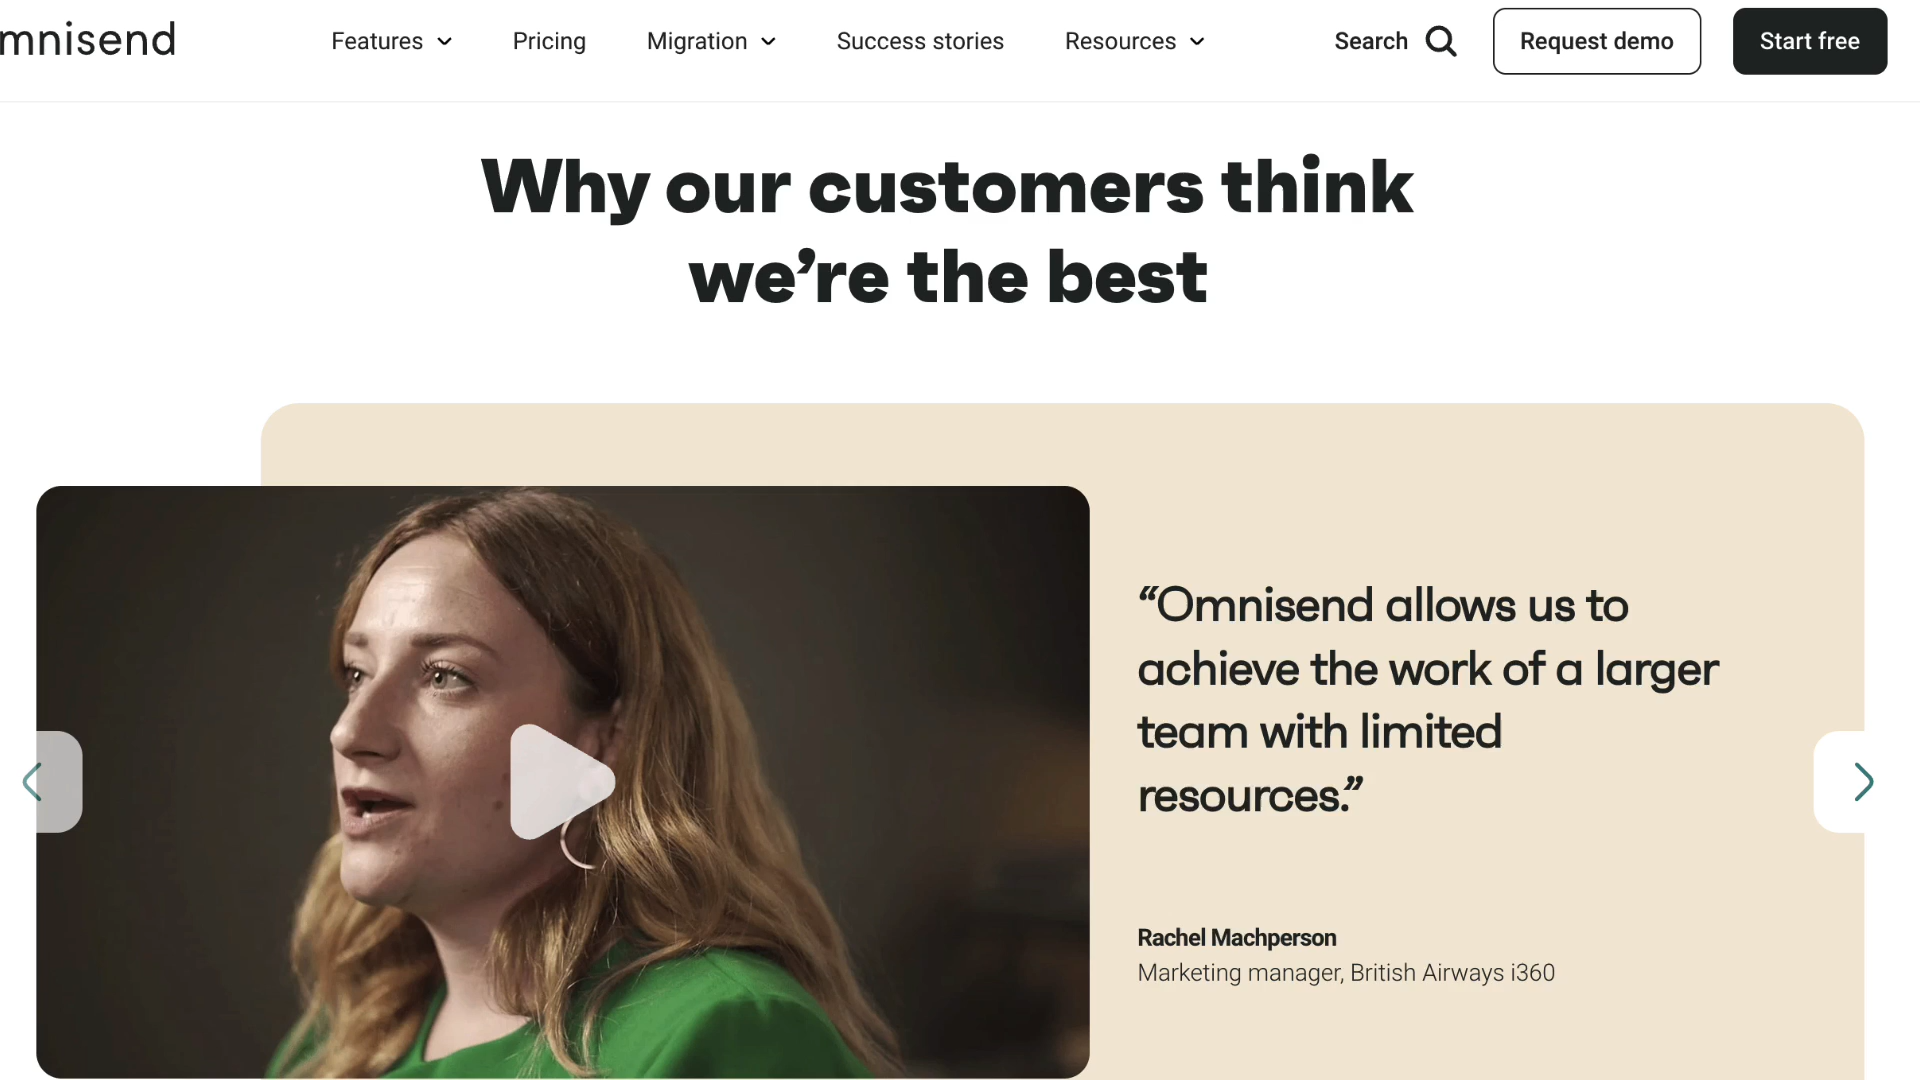 mnisend
Features
Pricing
Migration
Success stories
Resources
Search
Request demo
Start free
Why our customers think
we’re the best
“Omnisend allows us to
achieve the work of a larger
team with limited
resources.”
Rachel Machperson
Marketing manager, British Airways i360